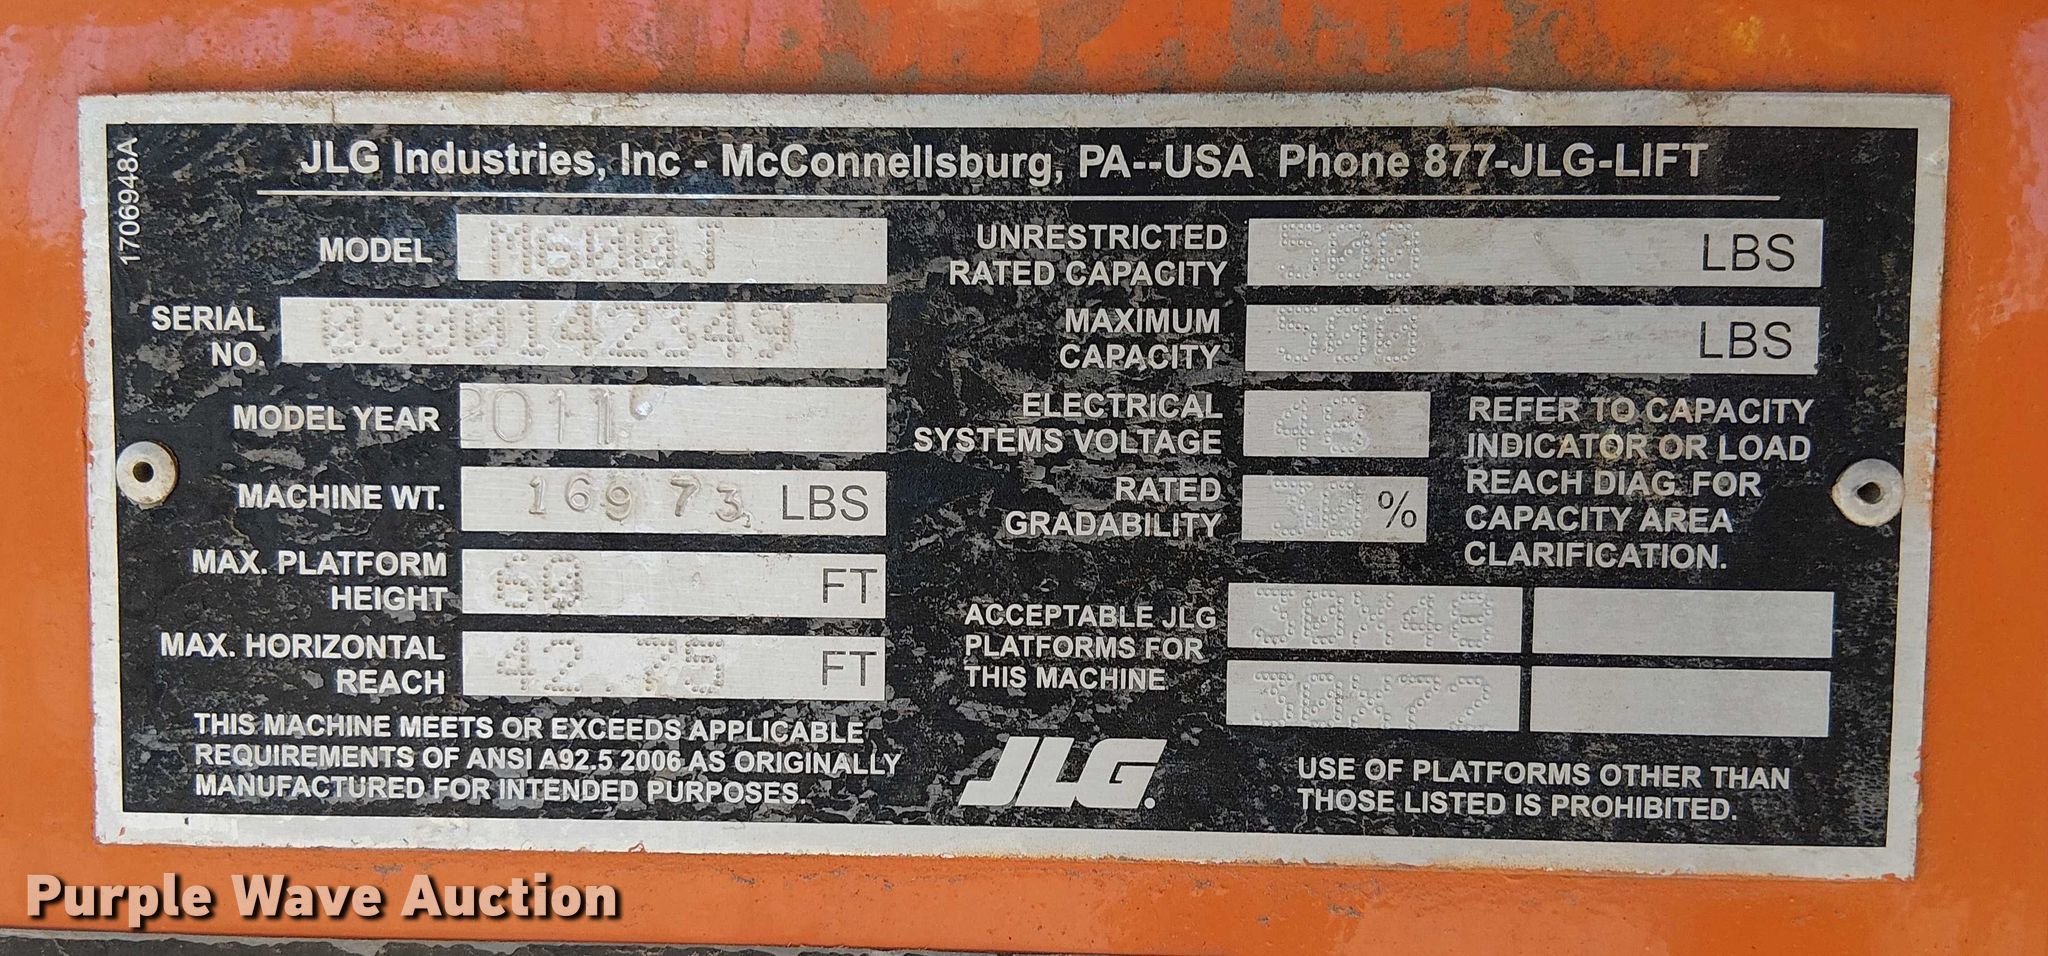 JLG Industries, Inc - McConnellsburg, PA--USA Phone 877-JLG-LIFT
1706948A
MODEL M600J
SERIAL NO. 0300142349
MODEL YEAR 2011
MACHINE WT. 16973 LBS
MAX. PLATFORM HEIGHT 60 FT
MAX. HORIZONTAL REACH 42.75 FT
THIS MACHINE MEETS OR EXCEEDS APPLICABLE
REQUIREMENTS OF ANSI A92.5 2006 AS ORIGINALLY
MANUFACTURED FOR INTENDED PURPOSES.
UNRESTRICTED RATED CAPACITY 500 LBS
MAXIMUM CAPACITY 500 LBS
ELECTRICAL SYSTEMS VOLTAGE 48
RATED GRADABILITY 30 %
REFER TO CAPACITY
INDICATOR OR LOAD
REACH DIAG. FOR
CAPACITY AREA
CLARIFICATION.
ACCEPTABLE JLG
PLATFORMS FOR
THIS MACHINE
30X48
30X72
JLG.
USE OF PLATFORMS OTHER THAN
THOSE LISTED IS PROHIBITED.
Purple Wave Auction